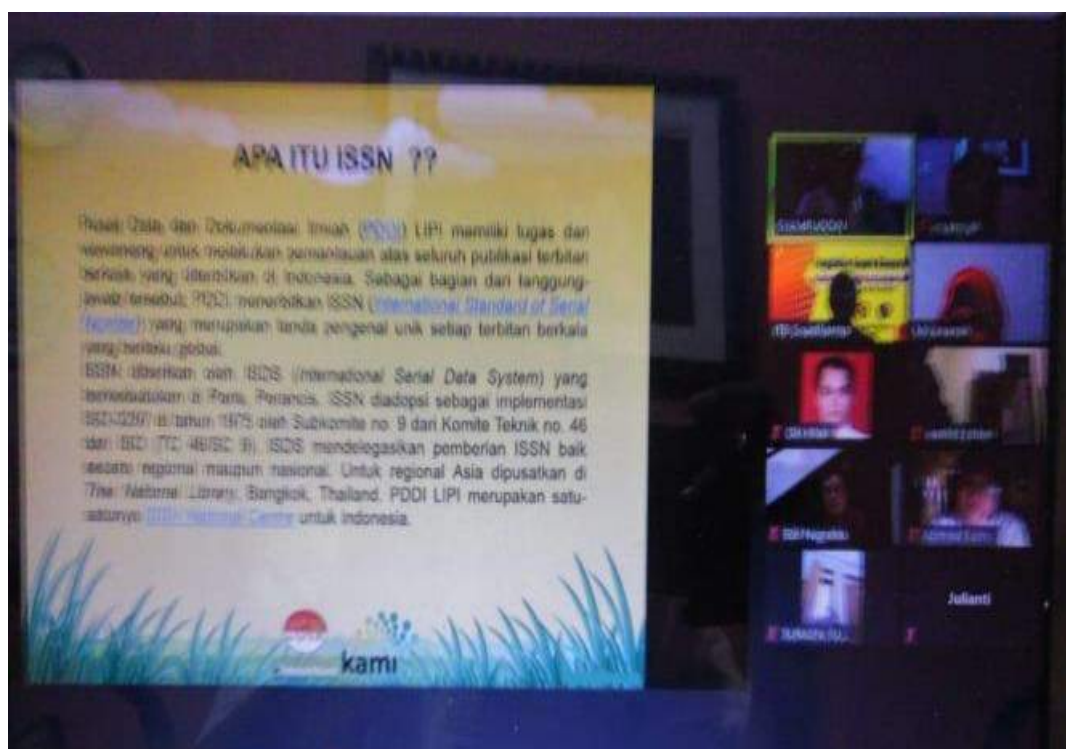 APA ITU ISSN ??
Pusat Data dan Dokumentasi Ilmiah (PDDI) LIPI memiliki tugas dan
wewenang untuk melakukan pemantauan atas seluruh publikasi terbitan
berkala yang diterbitkan di Indonesia. Sebagai bagian dari tanggung-
jawab tersebut, PDDI menerbitkan ISSN (International Standard of Serial
Number) yang merupakan tanda pengenal unik setiap terbitan berkala
yang berlaku global.
ISSN diberikan oleh ISDS (International Serial Data System) yang
berkedudukan di Paris, Perancis. ISSN diadopsi sebagai implementasi
di tahun 1975 oleh Subkomite no. 9 dari Komite Teknik no. 46
dari ISO (TC 46/SC 9). ISDS mendelegasikan pemberian ISSN baik
secara regional maupun nasional. Untuk regional Asia dipusatkan di
The National Library, Bangkok, Thailand. PDDI LIPI merupakan satu-
satunya ISSN National Centre untuk Indonesia.
kami
Julianti